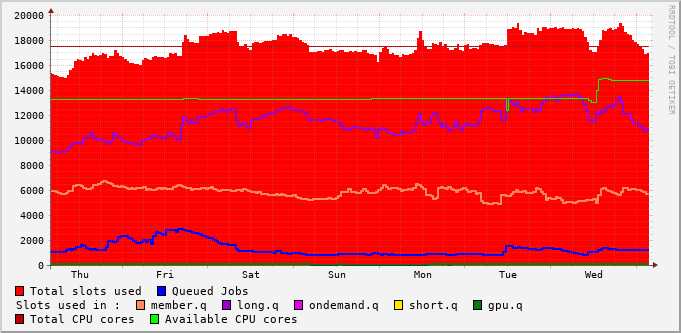 20000
18000
16000
14000
12000
10000
8000
6000
4000
2000
0
Thu Fri Sat Sun Mon Tue Wed
RRDTOOL / TOBI OETIKER
Total slots used Queued Jobs
Slots used in : member.q long.q ondemand.q short.q gpu.q
Total CPU cores Available CPU cores